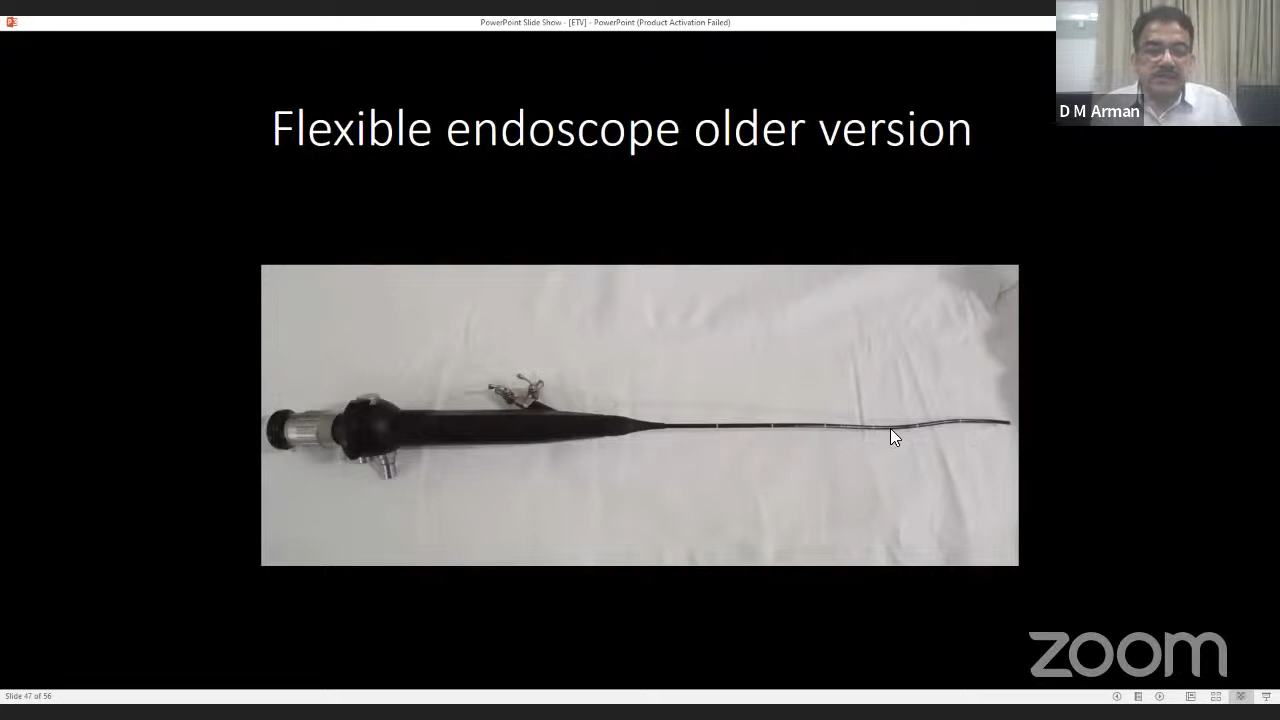 PowerPoint Slide Show - [ETV] - PowerPoint (Product Activation Failed)
D M Arman
Flexible endoscope older version
zoom
Slide 47 of 56